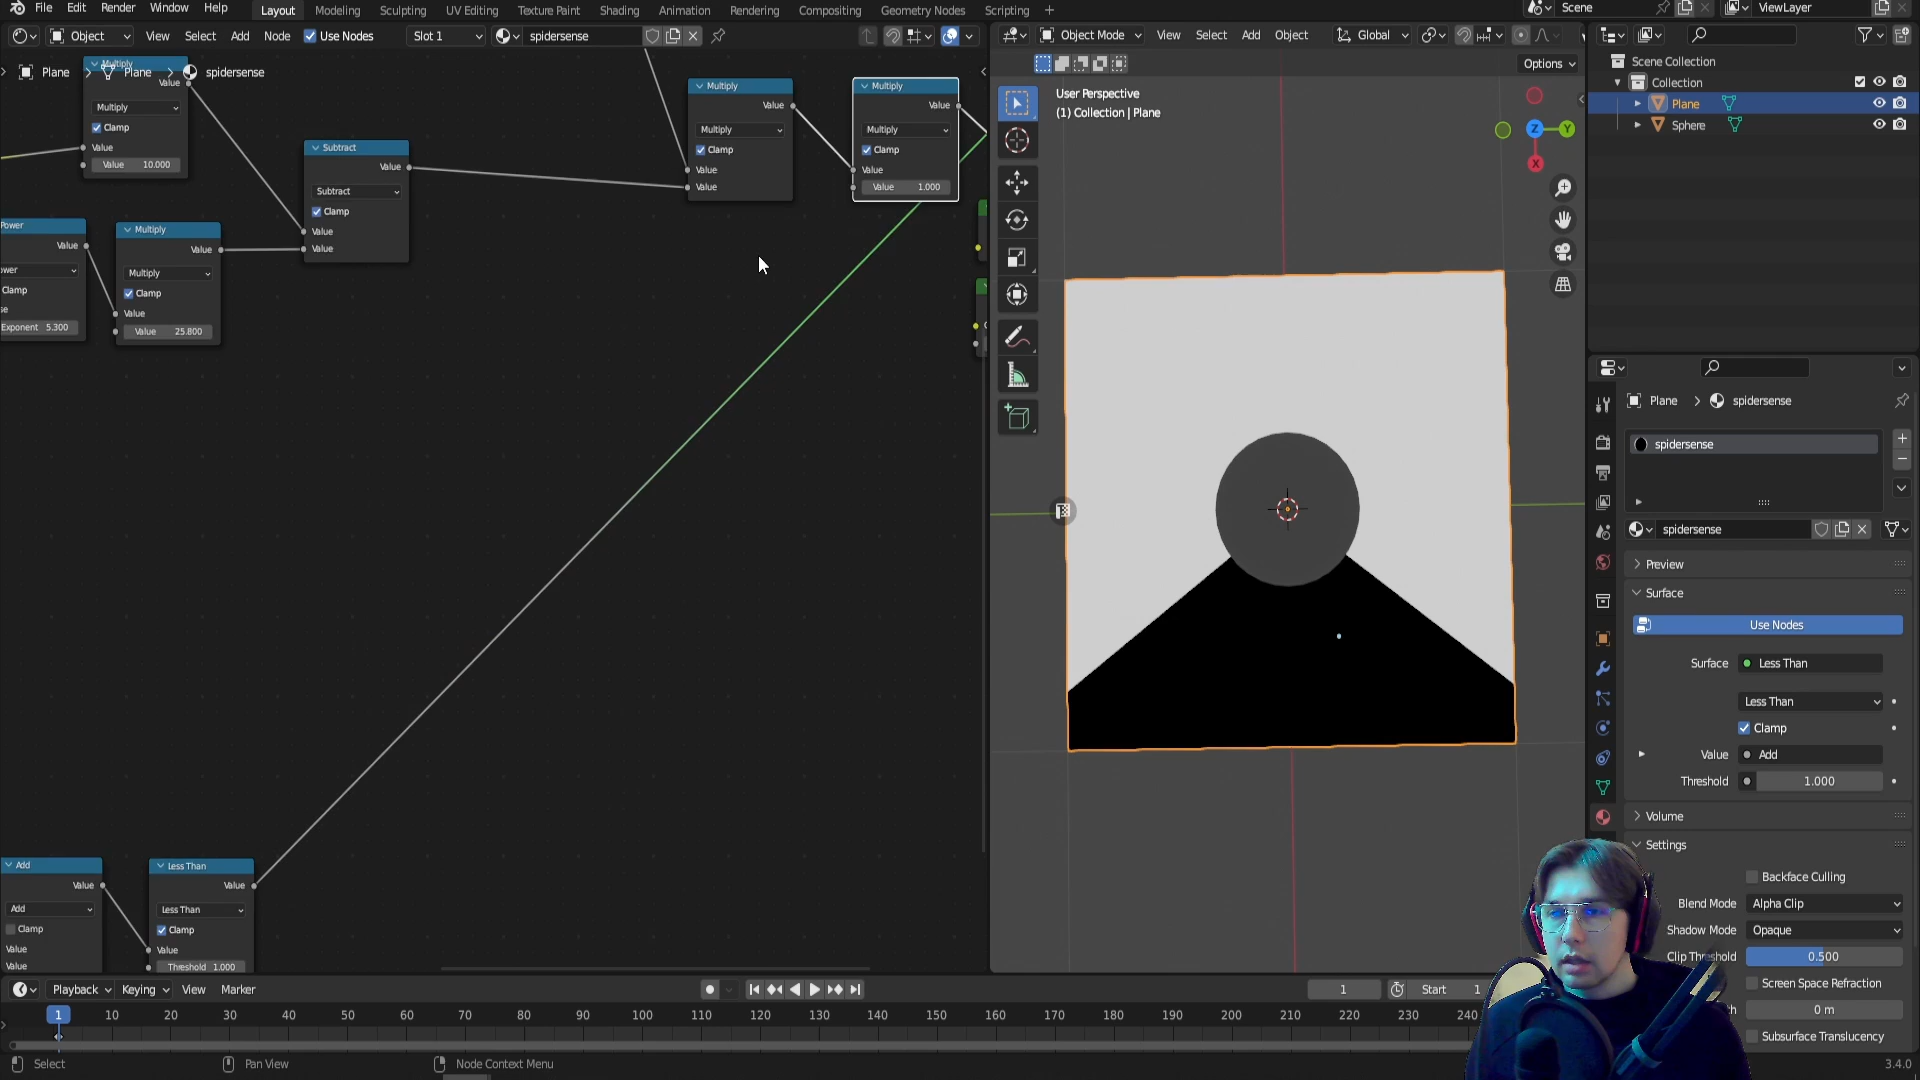 File Edit Render Window Help Layout Modeling Sculpting UV Editing Texture Paint Shading Animation Rendering Compositing Geometry Nodes Scripting + Scene ViewLayer
Object View Select Add Node Use Nodes Slot 1 spidersense
Object Mode View Select Add Object Global
Options
Plane > Plane > spidersense
Multiply
Value
Multiply
Clamp
Value
Value 10.000
Subtract
Value
Subtract
Clamp
Value
Value
Power
Value
Clamp
Exponent 5.300
Multiply
Value
Multiply
Clamp
Value
Value 25.800
Multiply
Value
Multiply
Clamp
Value
Value
Multiply
Value
Multiply
Clamp
Value
Value 1.000
Add
Value
Add
Clamp
Value
Value
Less Than
Value
Less Than
Clamp
Value
Threshold 1.000
User Perspective
(1) Collection | Plane
Z
Y
X
Scene Collection
Collection
Plane
Sphere
Plane > spidersense
spidersense
spidersense
Preview
Surface
Use Nodes
Surface Less Than
Less Than
Clamp
Value Add
Threshold 1.000
Volume
Settings
Backface Culling
Blend Mode Alpha Clip
Shadow Mode Opaque
Clip Threshold 0.500
Screen Space Refraction
0 m
Subsurface Translucency
Playback Keying View Marker
1 Start 1
1 10 20 30 40 50 60 70 80 90 100 110 120 130 140 150 160 170 180 190 200 210 220 230
Select Pan View Node Context Menu
3.4.0